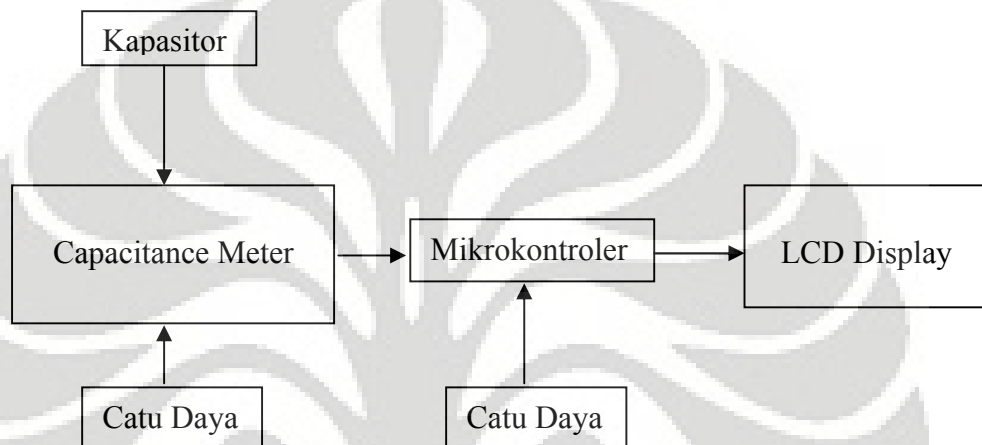 Kapasitor
Capacitance Meter
Mikrokontroler
LCD Display
Catu Daya
Catu Daya